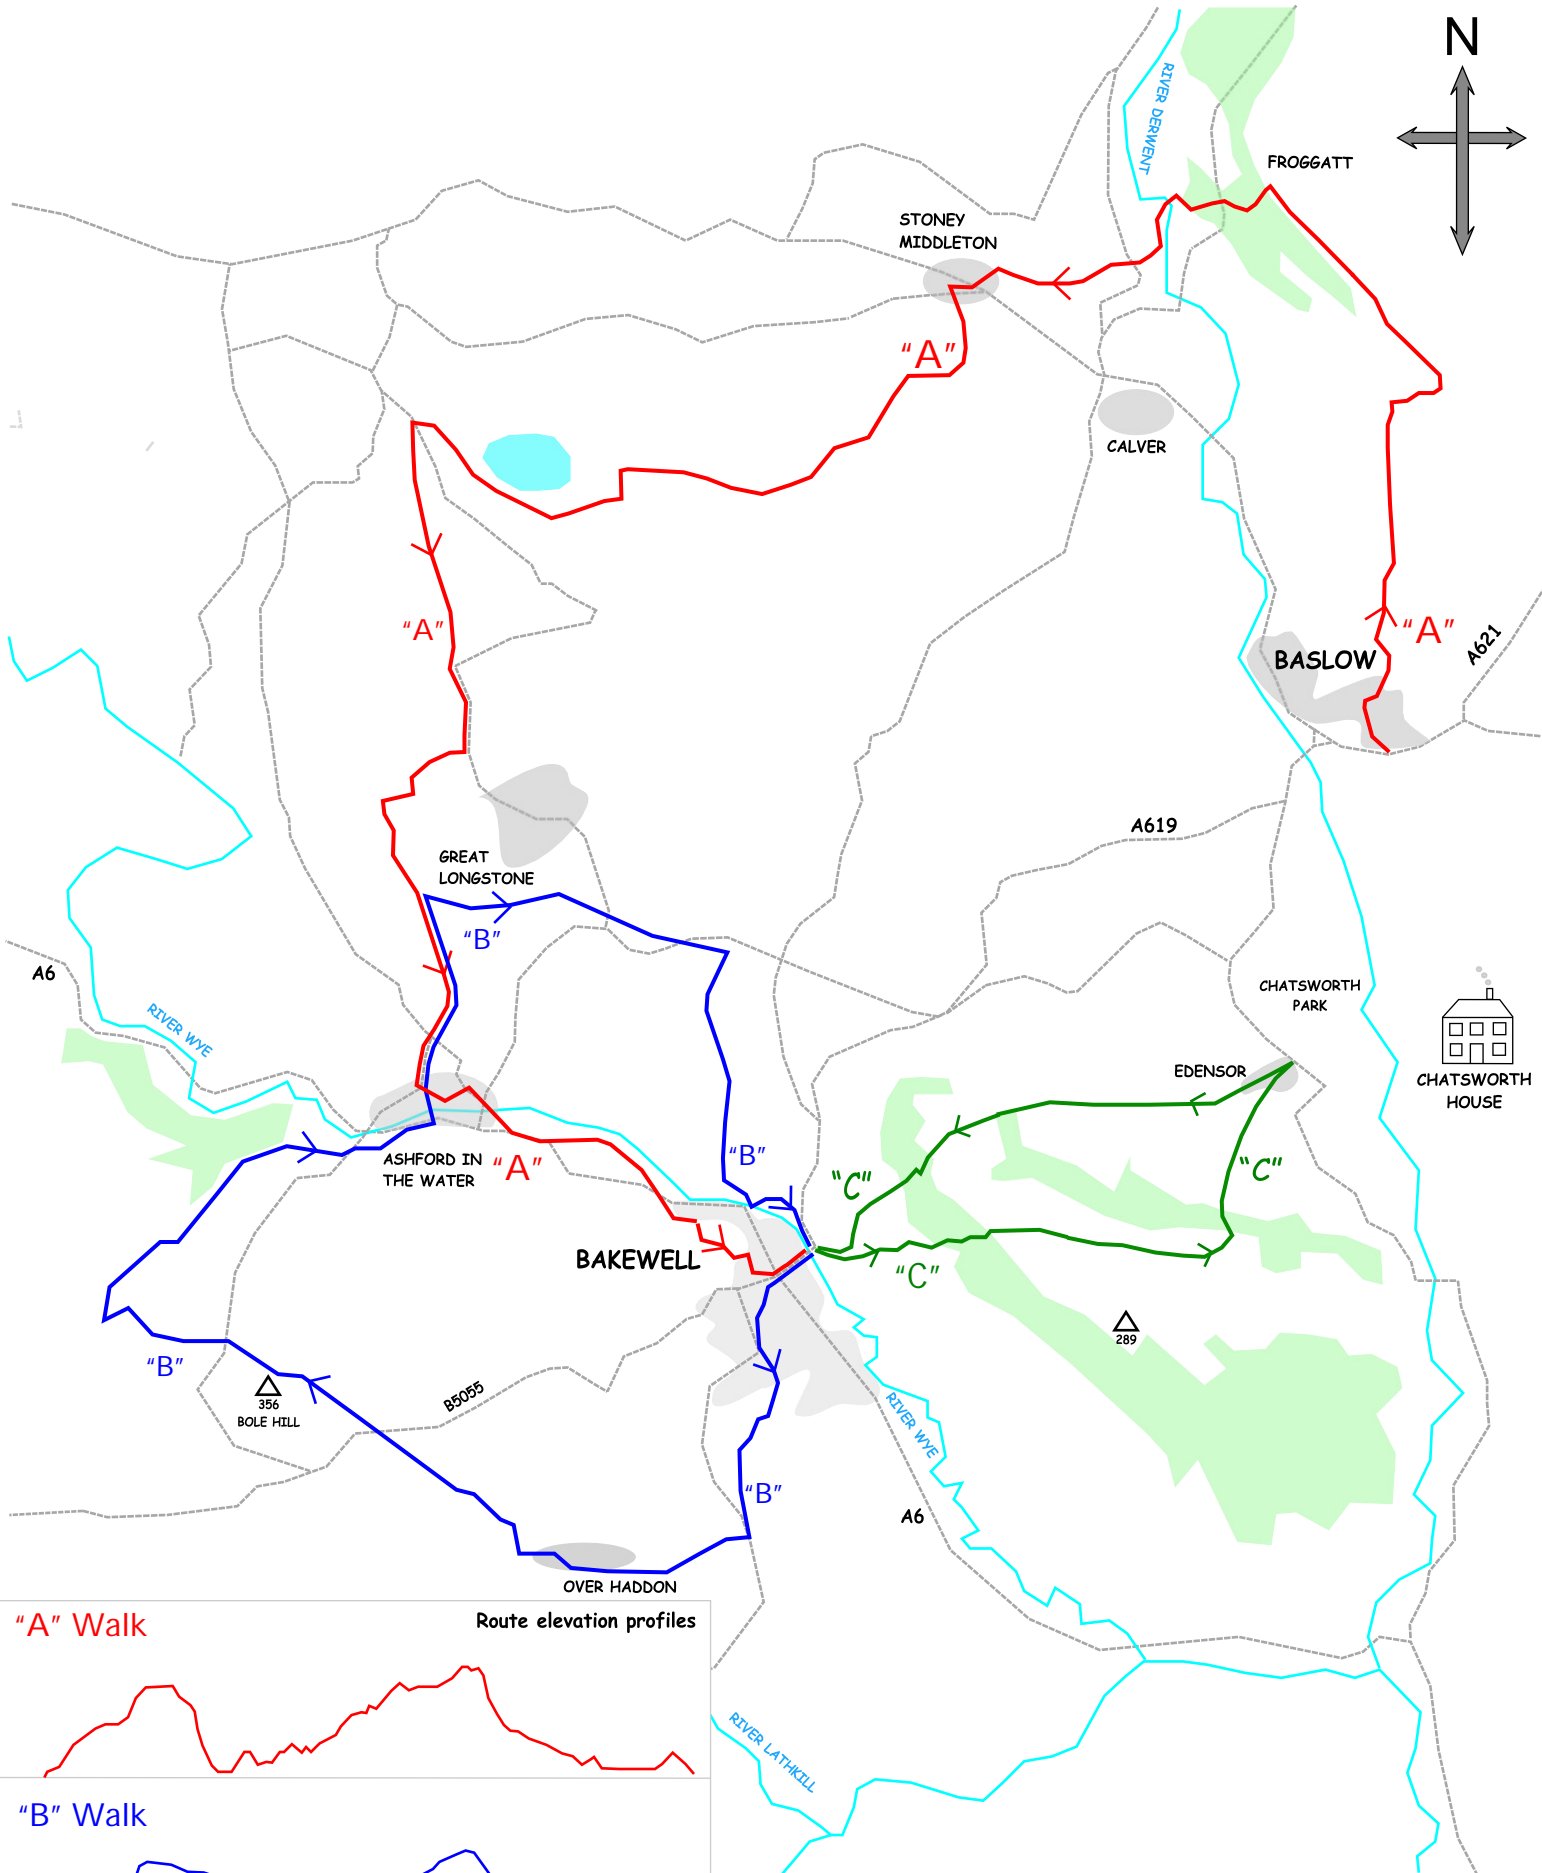 N
RIVER DERWENT
FROGGATT
STONEY
MIDDLETON
“A”
CALVER
“A”
“A”
A621
BASLOW
A619
GREAT
LONGSTONE
“B”
A6
CHATSWORTH
PARK
RIVER WYE
EDENSOR
CHATSWORTH
HOUSE
ASHFORD IN
THE WATER
“A”
“B”
“C”
“C”
BAKEWELL
“C”
289
“B”
356
BOLE HILL
B5055
RIVER WYE
“B”
A6
OVER HADDON
“A” Walk
Route elevation profiles
RIVER LATHKILL
“B” Walk